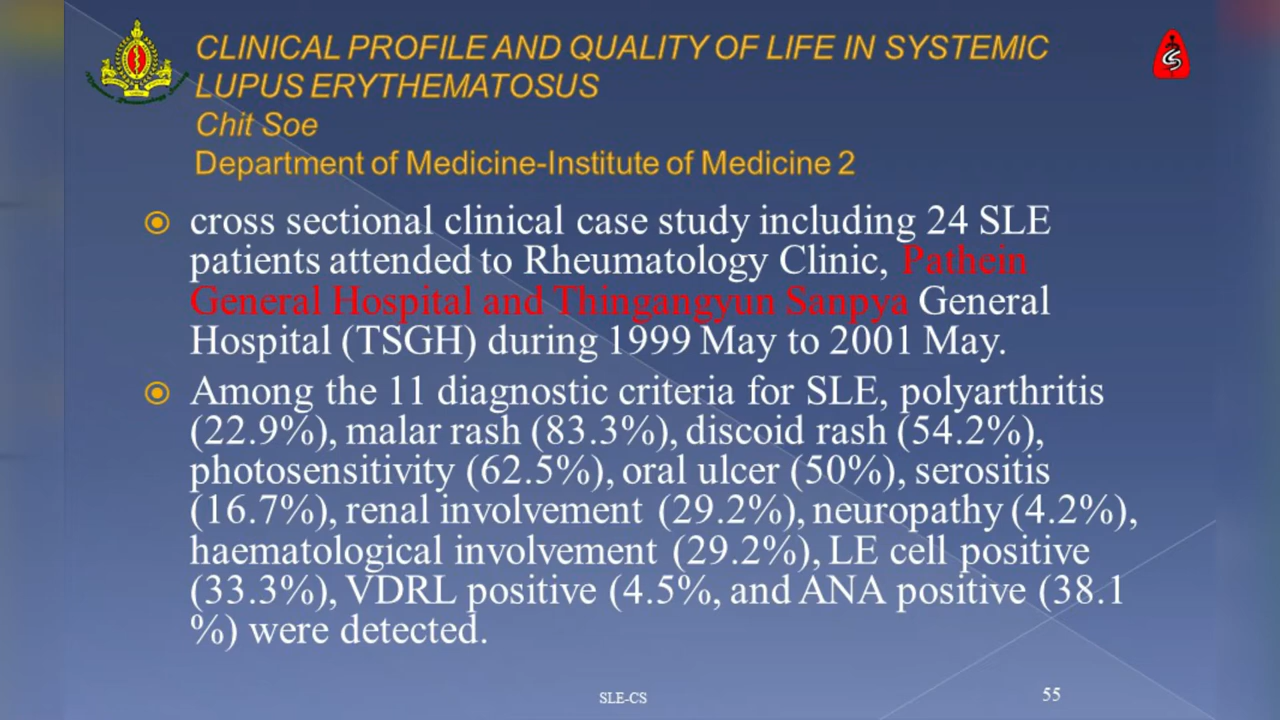 CLINICAL PROFILE AND QUALITY OF LIFE IN SYSTEMIC
LUPUS ERYTHEMATOSUS
Chit Soe
Department of Medicine-Institute of Medicine 2
cross sectional clinical case study including 24 SLE
patients attended to Rheumatology Clinic, Pathein
General Hospital and Thingangyun Sanpya General
Hospital (TSGH) during 1999 May to 2001 May.
Among the 11 diagnostic criteria for SLE, polyarthritis
(22.9%), malar rash (83.3%), discoid rash (54.2%),
photosensitivity (62.5%), oral ulcer (50%), serositis
(16.7%), renal involvement (29.2%), neuropathy (4.2%),
haematological involvement (29.2%), LE cell positive
(33.3%), VDRL positive (4.5%, and ANA positive (38.1
%) were detected.
SLE-CS
55